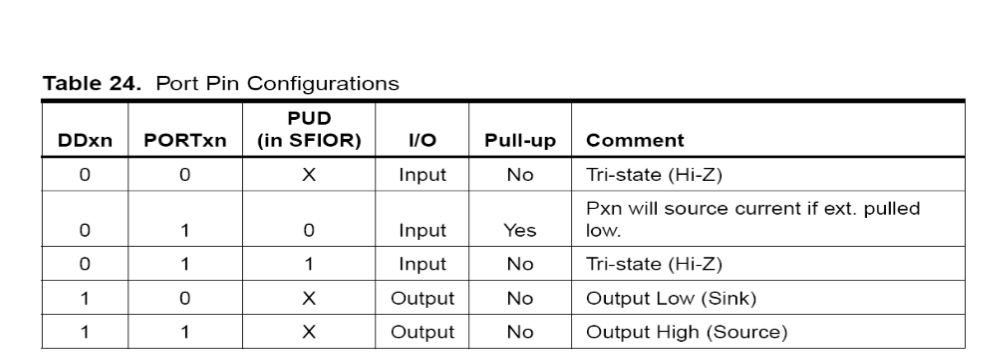 Table 24. Port Pin Configurations
DDxn PORTxn PUD (in SFIOR) I/O Pull-up Comment
0 0 X Input No Tri-state (Hi-Z)
0 1 0 Input Yes Pxn will source current if ext. pulled low.
0 1 1 Input No Tri-state (Hi-Z)
1 0 X Output No Output Low (Sink)
1 1 X Output No Output High (Source)